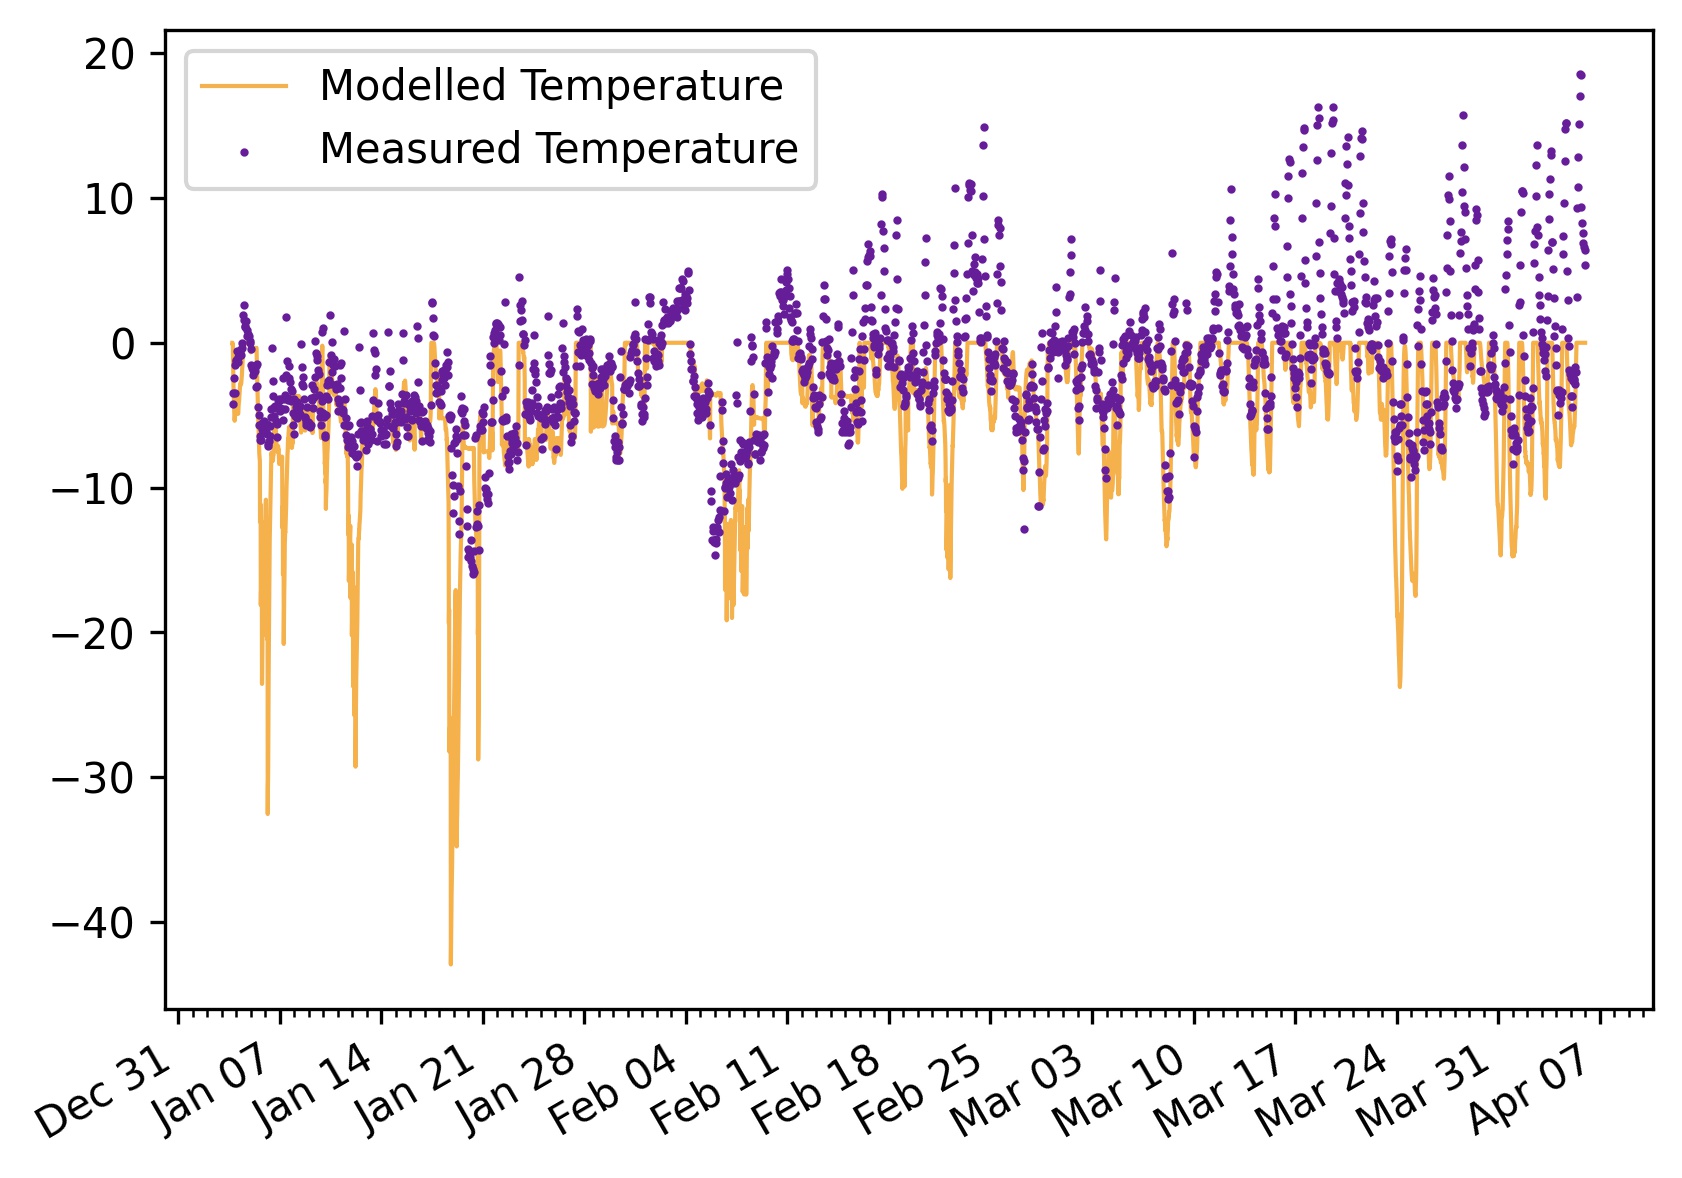 20
10
0
−10
−20
−30
−40
Modelled Temperature
Measured Temperature
Dec 31
Jan 07
Jan 14
Jan 21
Jan 28
Feb 04
Feb 11
Feb 18
Feb 25
Mar 03
Mar 10
Mar 17
Mar 24
Mar 31
Apr 07